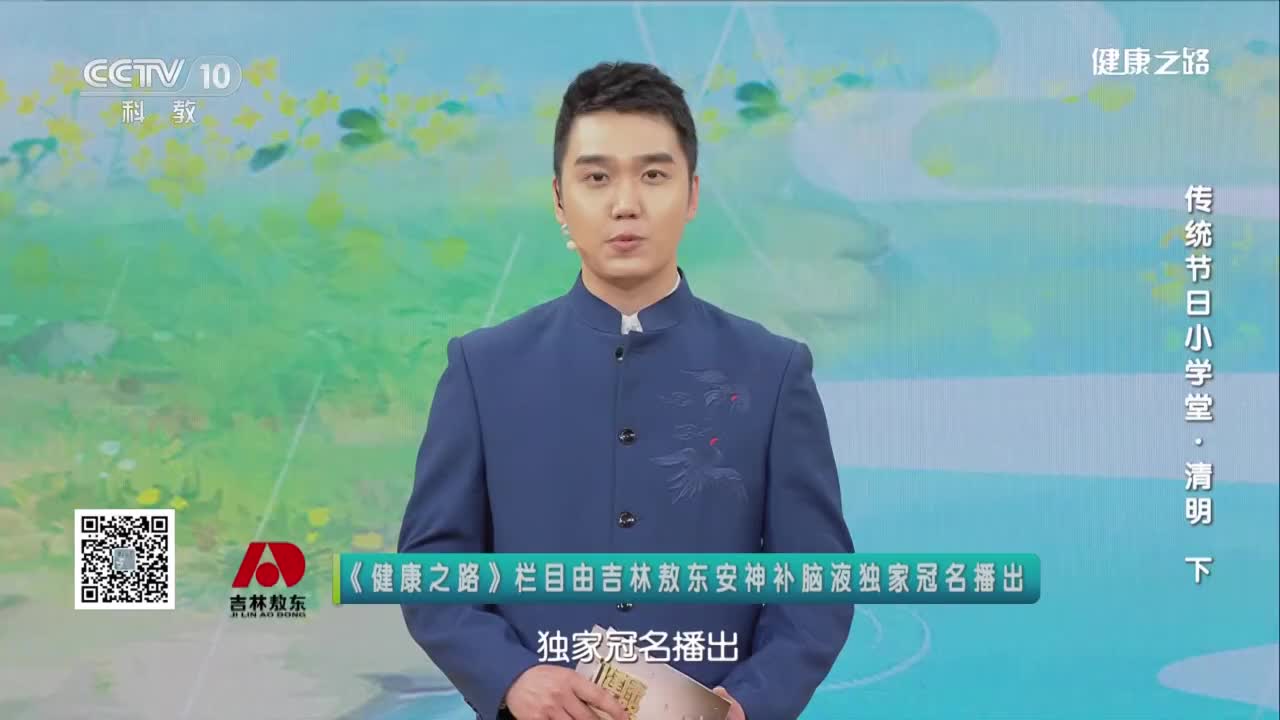 CCTV 10
科教
健康之路
传统节日小学堂·清明 下
吉林敖东
JI LIN AO DONG
《健康之路》栏目由吉林敖东安神补脑液独家冠名播出
独家冠名播出